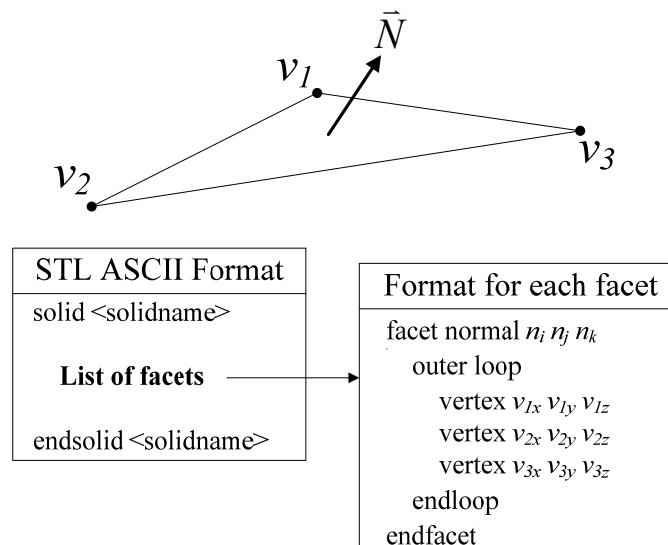 N⃗
v₁
v₃
v₂
STL ASCII Format
solid <solidname>
List of facets
endsolid <solidname>
Format for each facet
facet normal nᵢ nⱼ nₖ
outer loop
vertex v₁ₓ v₁y v₁z
vertex v₂ₓ v₂y v₂z
vertex v₃ₓ v₃y v₃z
endloop
endfacet